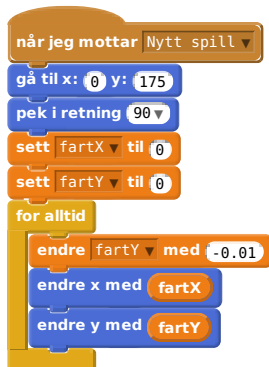 når jeg mottar Nytt spill
gå til x: 0 y: 175
pek i retning 90
sett fartX til 0
sett fartY til 0
for alltid
endre fartY med -0.01
endre x med fartX
endre y med fartY